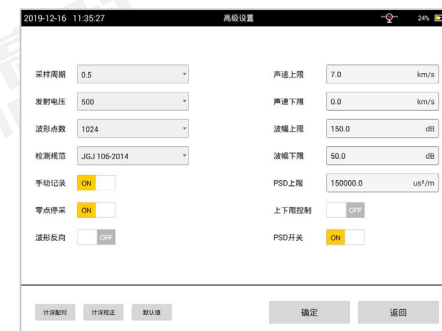 2019-12-16 11:35:27 高级设置 24%
采样周期 0.5 声速上限 7.0 km/s
发射电压 500 声速下限 0.0 km/s
波形点数 1024 波幅上限 150.0 dB
检测规范 JGJ 106-2014 波幅下限 50.0 dB
手动记录 ON PSD上限 150000.0 us²/m
零点停采 ON 上下限控制 OFF
波形反向 OFF PSD开关 ON
计深配对 计深校正 默认值 确定 返回